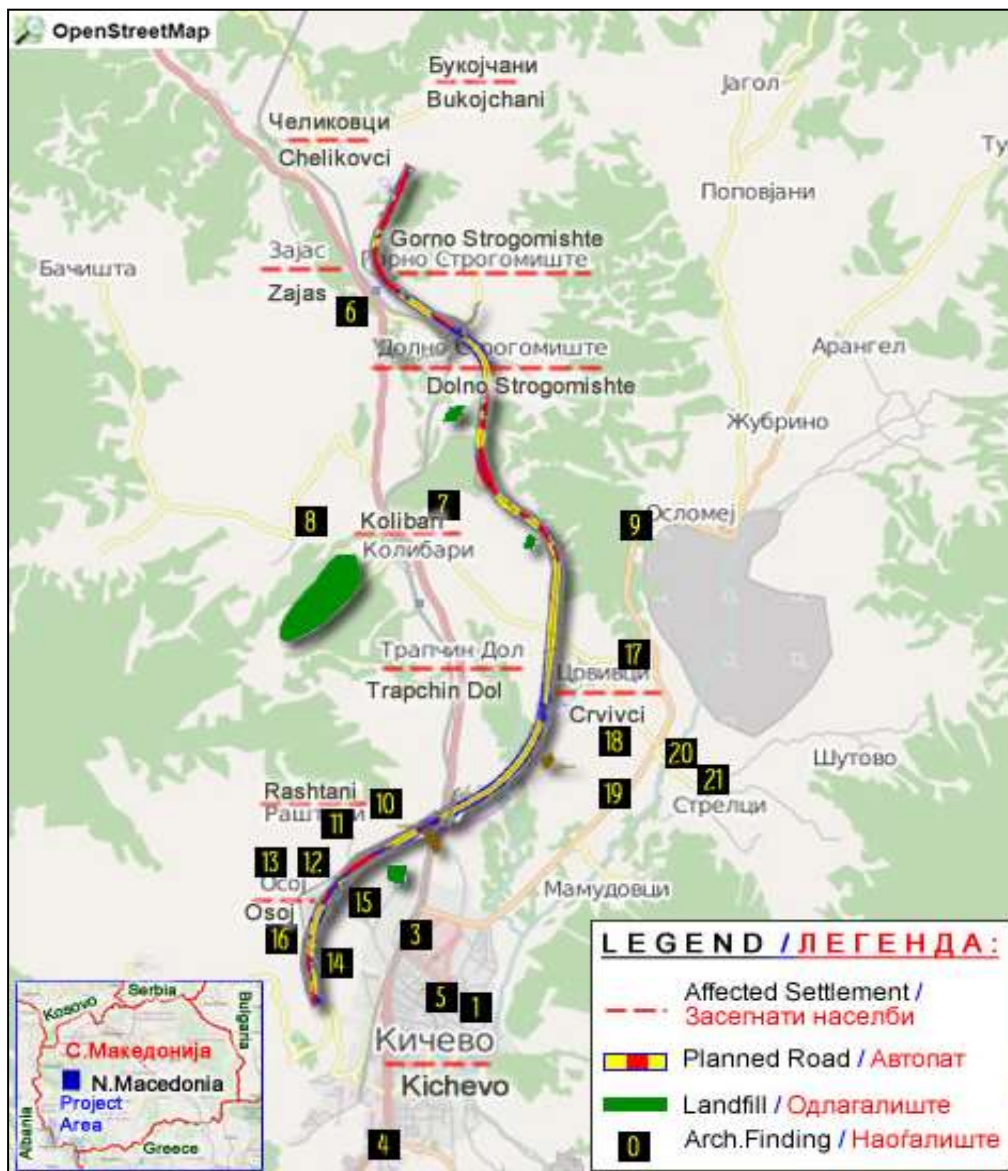 OpenStreetMap
Букојчани
Bukojchani
Јагол
Челиковци
Chelikovci
Ту
Поповјани
Gorno Strogomishte
Горно Строгомиште
Зајас
Zajas
Бачишта
6
Долно Строгомиште
Dolno Strogomishte
Арангел
Жубрино
7
8
Колибари
9
Осломеј
Трапчин Дол
Trapchin Dol
17
Црвивци
Crvivci
18
20
21
Шутово
19
Стрелци
Rashtani
10
11
13
12
Осој
Osoj
15
16
14
Мамудовци
3
5
1
Кичево
Kichevo
4
LEGEND / ЛЕГЕНДА:
Affected Settlement /
Засегнати населби
Planned Road / Автопат
Landfill / Одлагалиште
0
Arch.Finding / Наоѓалиште
Kosovo
Serbia
Bulgaria
С.Македонија
N.Macedonia
Project
Area
Albania
Greece